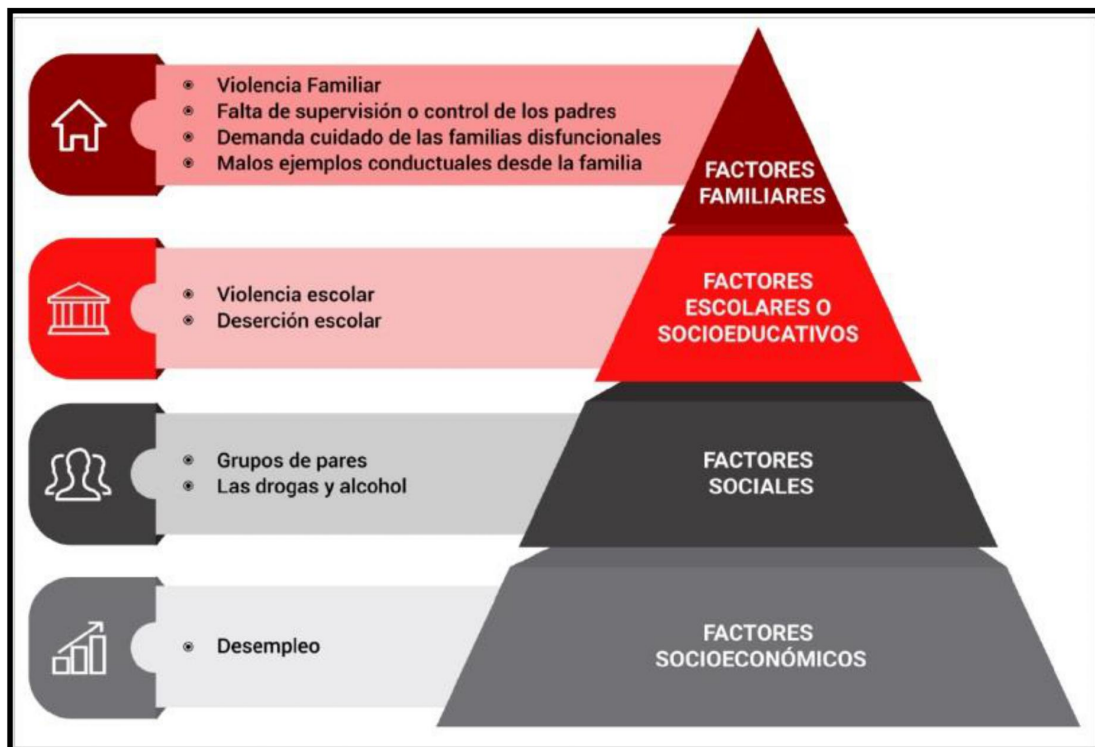 Violencia Familiar
Falta de supervisión o control de los padres
Demanda cuidado de las familias disfuncionales
Malos ejemplos conductuales desde la familia
FACTORES
FAMILIARES
Violencia escolar
Deserción escolar
FACTORES
ESCOLARES O
SOCIOEDUCATIVOS
Grupos de pares
Las drogas y alcohol
FACTORES
SOCIALES
Desempleo
FACTORES
SOCIOECONÓMICOS